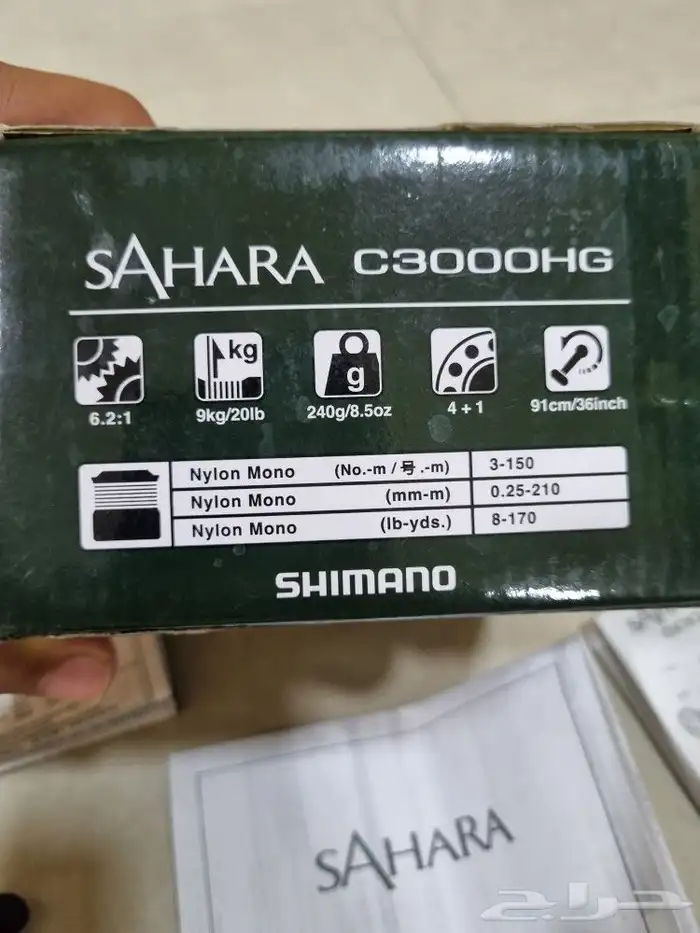 SAHARA C3000HG
kg
g
6.2:1
9kg/20lb
240g/8.5oz
4 + 1
91cm/36inch
Nylon Mono (No.-m / 号.-m) 3-150
Nylon Mono (mm-m) 0.25-210
Nylon Mono (lb-yds.) 8-170
SHIMANO
SAHARA
حراج